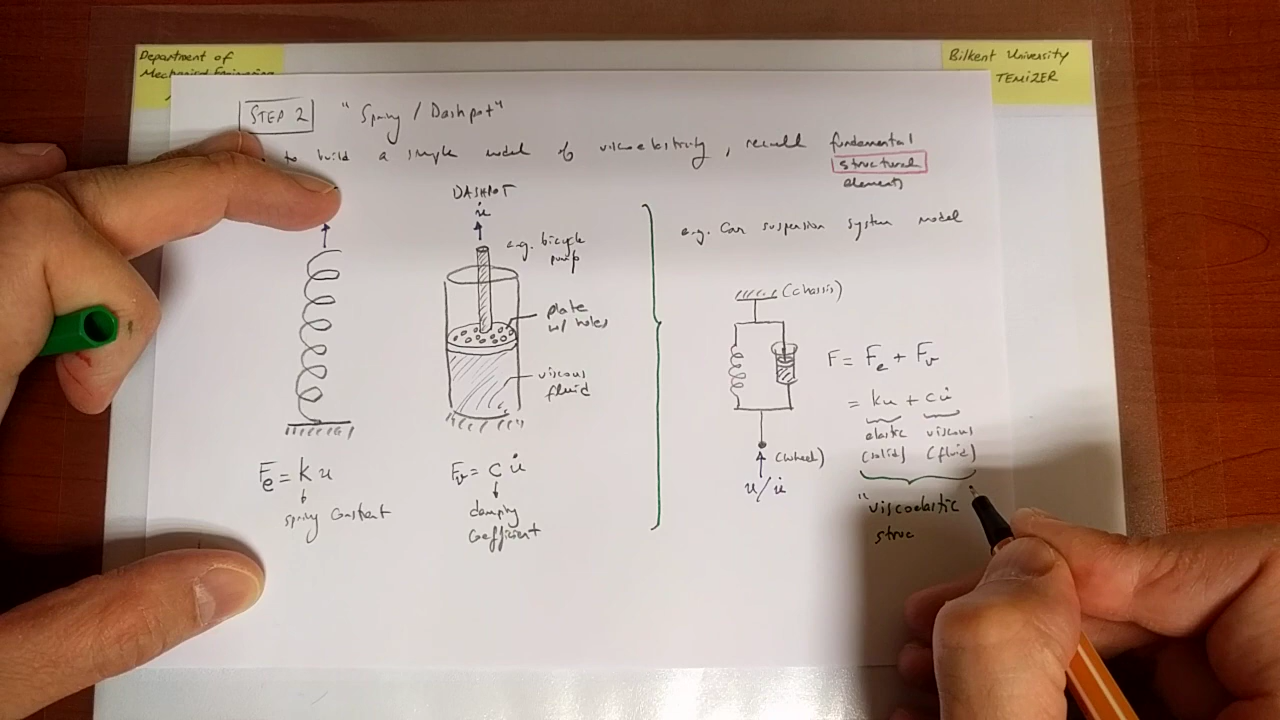 Department of
Mechanical Engineering
Bilkent University
TEMIZER
STEP 2 "Spring / Dashpot"
to build a simple model of viscoelasticity, recall fundamental
structural
elements
DASHPOT
u̇
e.g. bicycle
pump
plate
w/ holes
viscous
fluid
Fe = k u
spring constant
Fv = c u̇
damping
coefficient
e.g. Car suspension system model
(chassis)
(wheel)
u/u̇
F = Fe + Fv
= ku + cu̇
elastic viscous
(solid) (fluid)
"viscoelastic
struc